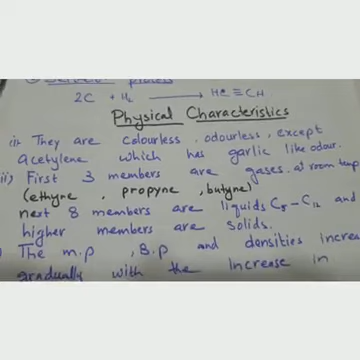 process
2C + H2 ⟶ HC ≡ CH
Physical Characteristics
i). They are colourless, odourless, except
acetylene which has garlic like odour.
ii) First 3 members are gases. at room temp
(ethyne, propyne, butyne)
next 8 members are liquids C5 – C12 and
higher members are solids.
) The m.p, B.p and densities increa
gradually with the increase in